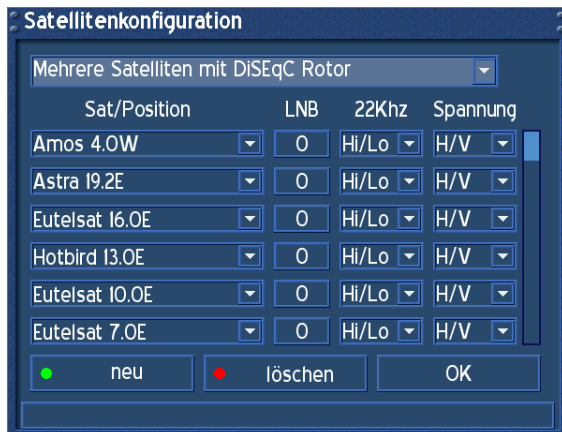 Satellitenkonfiguration
Mehrere Satelliten mit DiSEqC Rotor
Sat/Position LNB 22Khz Spannung
Amos 4.0W 0 Hi/Lo H/V
Astra 19.2E 0 Hi/Lo H/V
Eutelsat 16.0E 0 Hi/Lo H/V
Hotbird 13.0E 0 Hi/Lo H/V
Eutelsat 10.0E 0 Hi/Lo H/V
Eutelsat 7.0E 0 Hi/Lo H/V
neu löschen OK